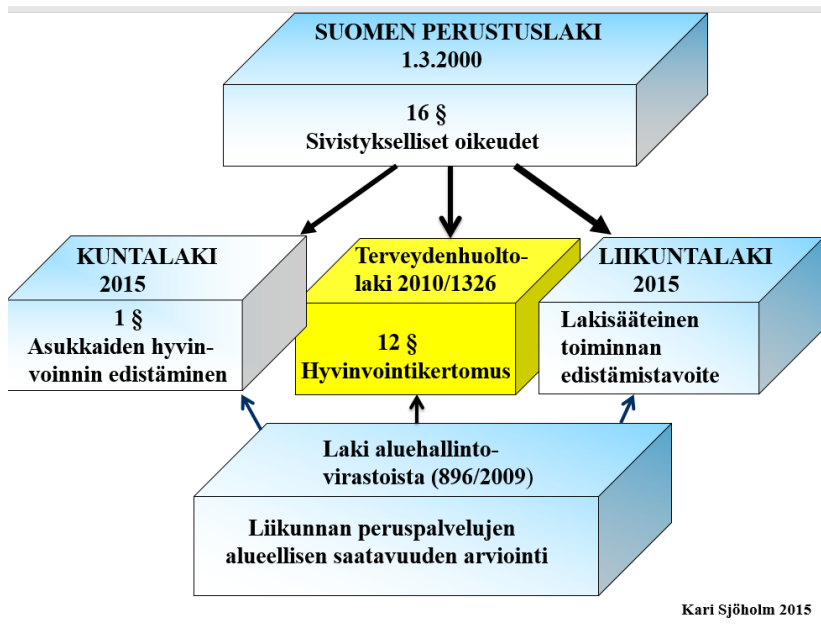 SUOMEN PERUSTUSLAKI
1.3.2000
16 §
Sivistykselliset oikeudet
KUNTALAKI
2015
1 §
Asukkaiden hyvin-
voinnin edistäminen
Terveydenhuolto-
laki 2010/1326
12 §
Hyvinvointikertomus
LIIKUNTALAKI
2015
Lakisääteinen
toiminnan
edistämistavoite
Laki aluehallinto-
virastoista (896/2009)
Liikunnan peruspalvelujen
alueellisen saatavuuden arviointi
Kari Sjöholm 2015